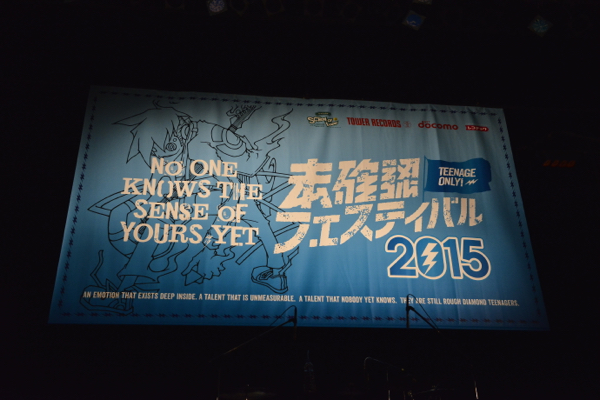 TOWER RECORDS
docomo
NO ONE
KNOWS THE
SENSE OF
YOURS YET
未確認
フェスティバル
TEENAGE
ONLY!
2015
AN EMOTION THAT EXISTS DEEP INSIDE. A TALENT THAT IS UNMEASURABLE. A TALENT THAT NOBODY YET KNOWS. THEY ARE STILL ROUGH DIAMOND TEENAGERS.